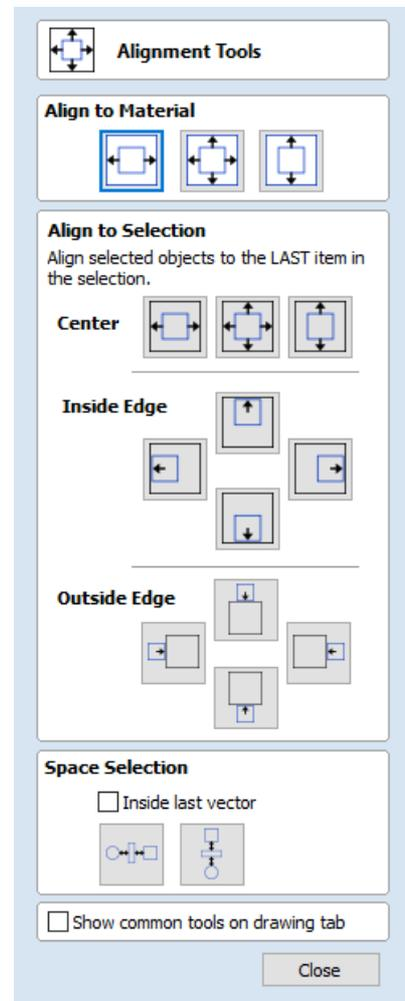 Alignment Tools
Align to Material
Align to Selection
Align selected objects to the LAST item in
the selection.
Center
Inside Edge
Outside Edge
Space Selection
Inside last vector
Show common tools on drawing tab
Close